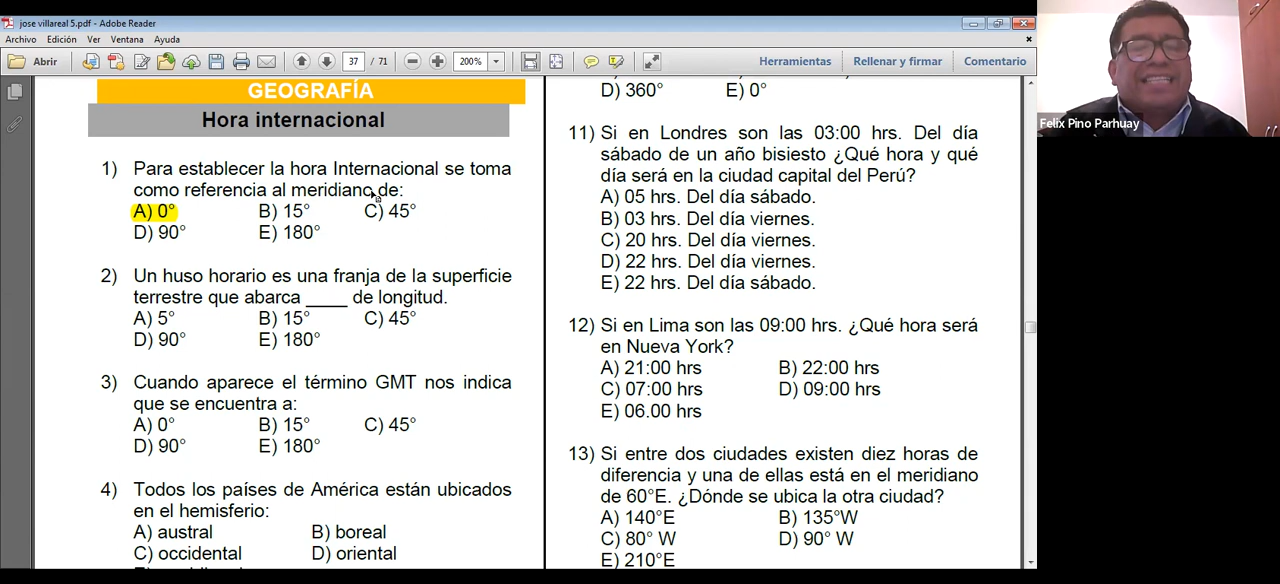 jose villareal 5.pdf - Adobe Reader
Archivo Edición Ver Ventana Ayuda
Abrir
37 / 71
200%
Herramientas
Rellenar y firmar
Comentario
GEOGRAFÍA
Hora internacional
1) Para establecer la hora Internacional se toma
como referencia al meridiano de:
A) 0° B) 15° C) 45°
D) 90° E) 180°
2) Un huso horario es una franja de la superficie
terrestre que abarca ____ de longitud.
A) 5° B) 15° C) 45°
D) 90° E) 180°
3) Cuando aparece el término GMT nos indica
que se encuentra a:
A) 0° B) 15° C) 45°
D) 90° E) 180°
4) Todos los países de América están ubicados
en el hemisferio:
A) austral B) boreal
C) occidental D) oriental
D) 360° E) 0°
11) Si en Londres son las 03:00 hrs. Del día
sábado de un año bisiesto ¿Qué hora y qué
día será en la ciudad capital del Perú?
A) 05 hrs. Del día sábado.
B) 03 hrs. Del día viernes.
C) 20 hrs. Del día viernes.
D) 22 hrs. Del día viernes.
E) 22 hrs. Del día sábado.
12) Si en Lima son las 09:00 hrs. ¿Qué hora será
en Nueva York?
A) 21:00 hrs B) 22:00 hrs
C) 07:00 hrs D) 09:00 hrs
E) 06.00 hrs
13) Si entre dos ciudades existen diez horas de
diferencia y una de ellas está en el meridiano
de 60°E. ¿Dónde se ubica la otra ciudad?
A) 140°E B) 135°W
C) 80° W D) 90° W
E) 210°E
Felix Pino Parhuay